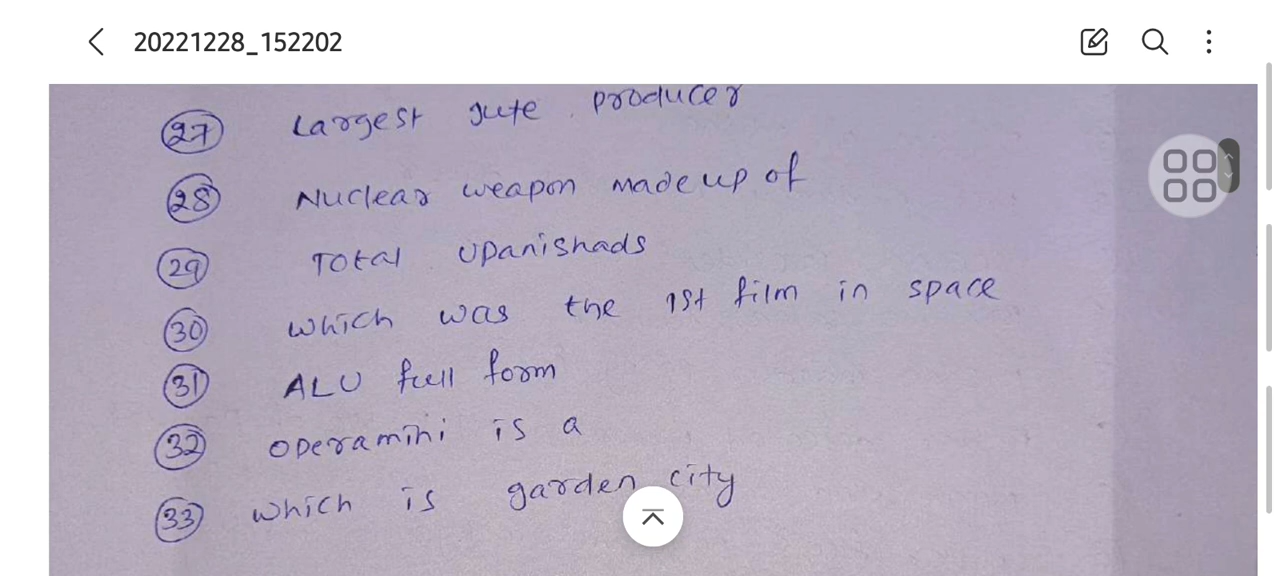 20221228_152202
27 Largest jute producer
28 Nuclear weapon made up of
29 Total Upanishads
30 which was the 1st film in space
31 ALU full form
32 operamini is a
33 which is garden city